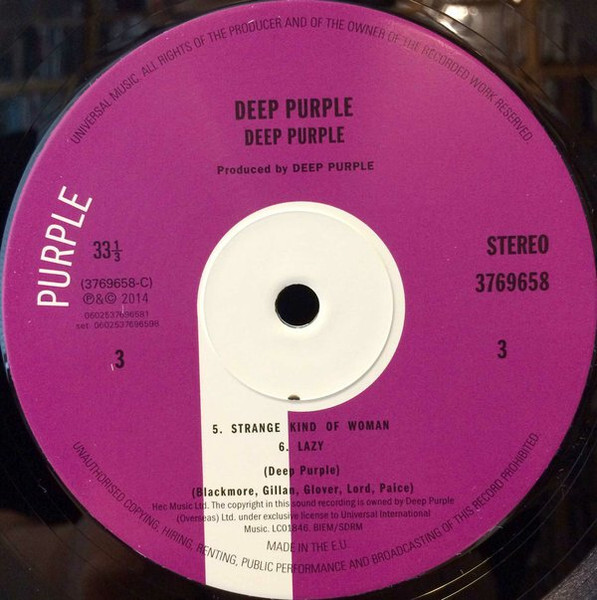 UNIVERSAL MUSIC. ALL RIGHTS OF THE PRODUCER AND OF THE OWNER OF THE RECORDED WORK RESERVED.
DEEP PURPLE
DEEP PURPLE
Produced by DEEP PURPLE
PURPLE
33⅓
STEREO
(3769658-C)
3769658
℗&© 2014
0602537696581
set 0602537696598
3
3
5. STRANGE KIND OF WOMAN
6. LAZY
(Deep Purple)
(Blackmore, Gillan, Glover, Lord, Paice)
Hec Music Ltd. The copyright in this sound recording is owned by Deep Purple
(Overseas) Ltd. under exclusive license to Universal International
Music. LC01846, BIEM/SDRM
MADE IN THE E.U.
UNAUTHORISED COPYING, HIRING, RENTING, PUBLIC PERFORMANCE AND BROADCASTING OF THIS RECORD PROHIBITED.